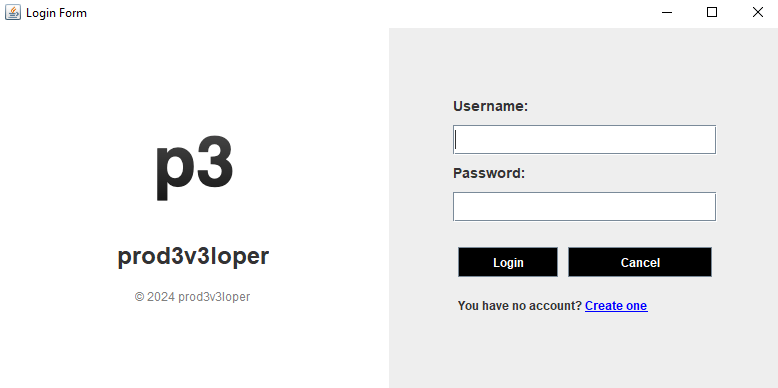 Login Form
p3
prod3v3loper
© 2024 prod3v3loper
Username:
Password:
Login
Cancel
You have no account? Create one